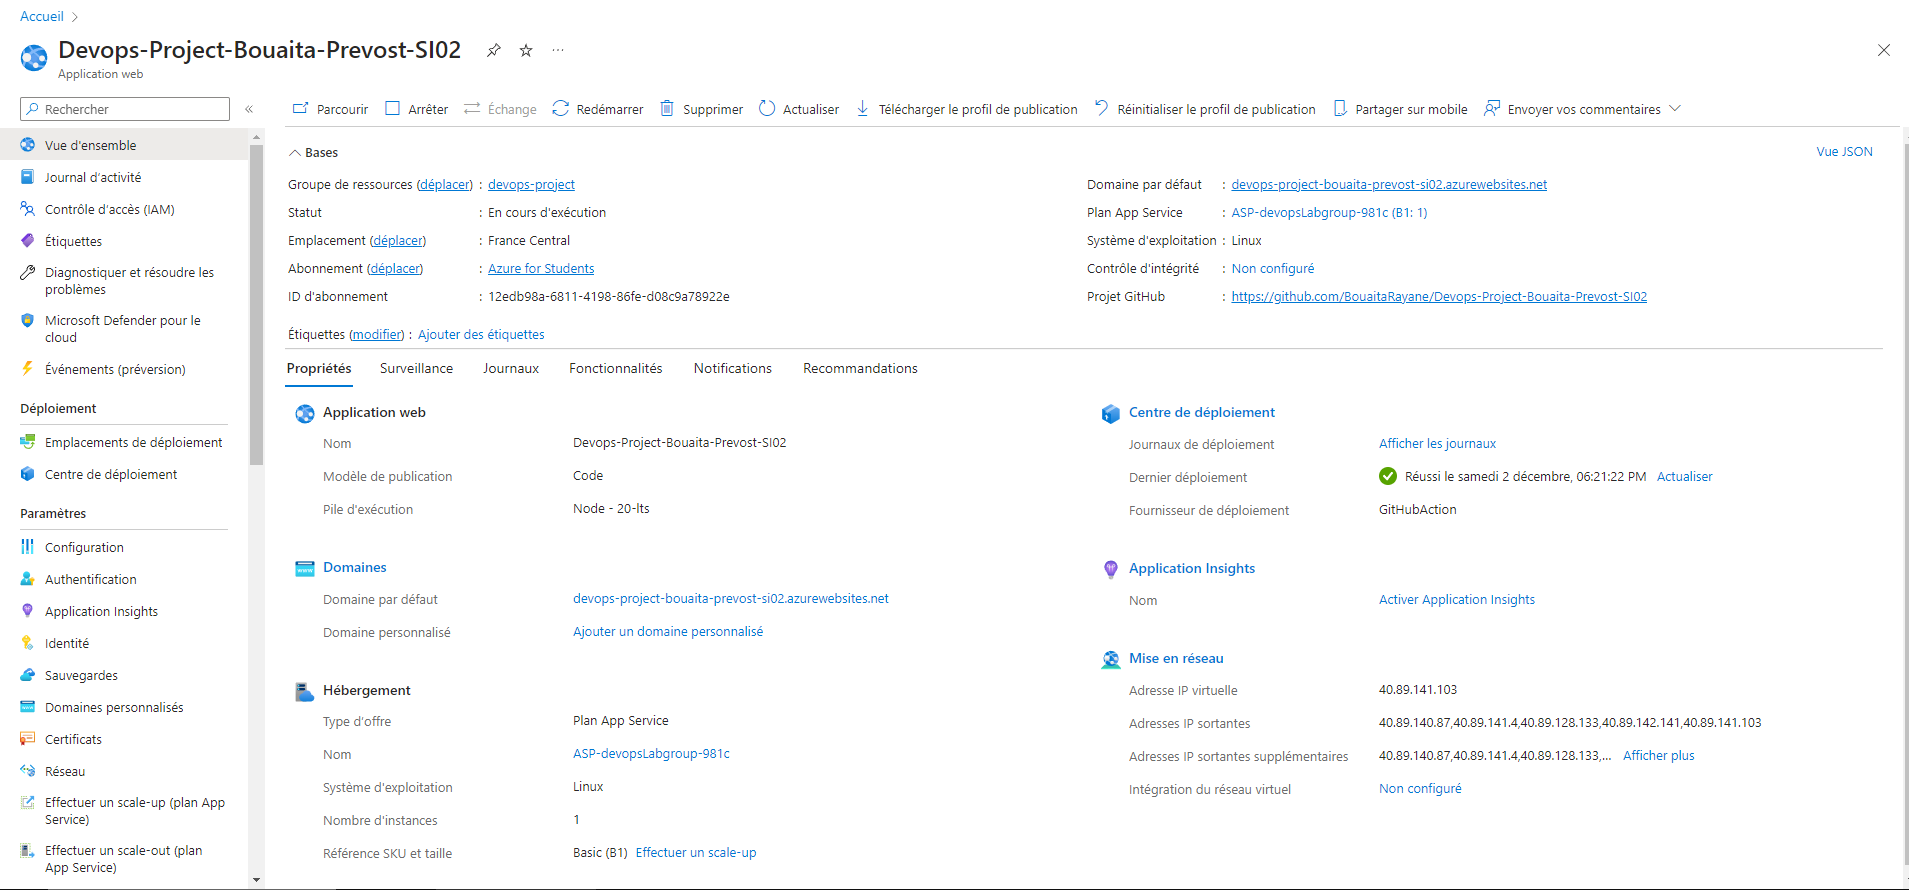 Accueil
Devops-Project-Bouaita-Prevost-SI02
Application web
Rechercher
Vue d'ensemble
Journal d'activité
Contrôle d'accès (IAM)
Étiquettes
Diagnostiquer et résoudre les
problèmes
Microsoft Defender pour le
cloud
Événements (préversion)
Déploiement
Emplacements de déploiement
Centre de déploiement
Paramètres
Configuration
Authentification
Application Insights
Identité
Sauvegardes
Domaines personnalisés
Certificats
Réseau
Effectuer un scale-up (plan App
Service)
Effectuer un scale-out (plan
App Service)
Parcourir Arrêter Échange Redémarrer Supprimer Actualiser Télécharger le profil de publication Réinitialiser le profil de publication Partager sur mobile Envoyer vos commentaires
Bases
Vue JSON
Groupe de ressources (déplacer) : devops-project
Statut : En cours d'exécution
Emplacement (déplacer) : France Central
Abonnement (déplacer) : Azure for Students
ID d'abonnement : 12edb98a-6811-4198-86fe-d08c9a78922e
Domaine par défaut : devops-project-bouaita-prevost-si02.azurewebsites.net
Plan App Service : ASP-devopsLabgroup-981c (B1: 1)
Système d'exploitation : Linux
Contrôle d'intégrité : Non configuré
Projet GitHub : https://github.com/BouaitaRayane/Devops-Project-Bouaita-Prevost-SI02
Étiquettes (modifier) : Ajouter des étiquettes
Propriétés Surveillance Journaux Fonctionnalités Notifications Recommandations
Application web
Nom Devops-Project-Bouaita-Prevost-SI02
Modèle de publication Code
Pile d'exécution Node - 20-lts
Domaines
Domaine par défaut devops-project-bouaita-prevost-si02.azurewebsites.net
Domaine personnalisé Ajouter un domaine personnalisé
Hébergement
Type d'offre Plan App Service
Nom ASP-devopsLabgroup-981c
Système d'exploitation Linux
Nombre d'instances 1
Référence SKU et taille Basic (B1) Effectuer un scale-up
Centre de déploiement
Journaux de déploiement Afficher les journaux
Dernier déploiement Réussi le samedi 2 décembre, 06:21:22 PM Actualiser
Fournisseur de déploiement GitHubAction
Application Insights
Nom Activer Application Insights
Mise en réseau
Adresse IP virtuelle 40.89.141.103
Adresses IP sortantes 40.89.140.87,40.89.141.4,40.89.128.133,40.89.142.141,40.89.141.103
Adresses IP sortantes supplémentaires 40.89.140.87,40.89.141.4,40.89.128.133,... Afficher plus
Intégration du réseau virtuel Non configuré